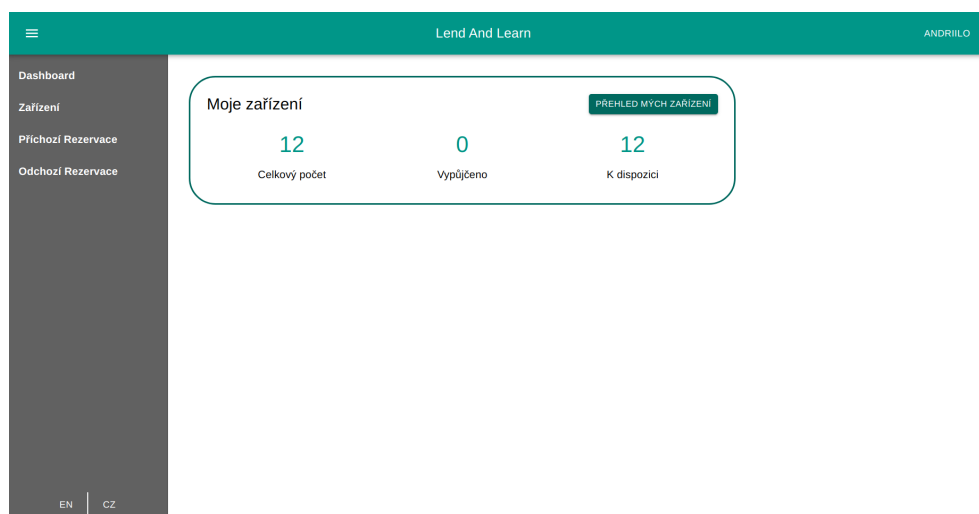 Lend And Learn
ANDRIILO
Dashboard
Zařízení
Příchozí Rezervace
Odchozí Rezervace
Moje zařízení
PŘEHLED MÝCH ZAŘÍZENÍ
12 0 12
Celkový počet Vypůjčeno K dispozici
EN CZ